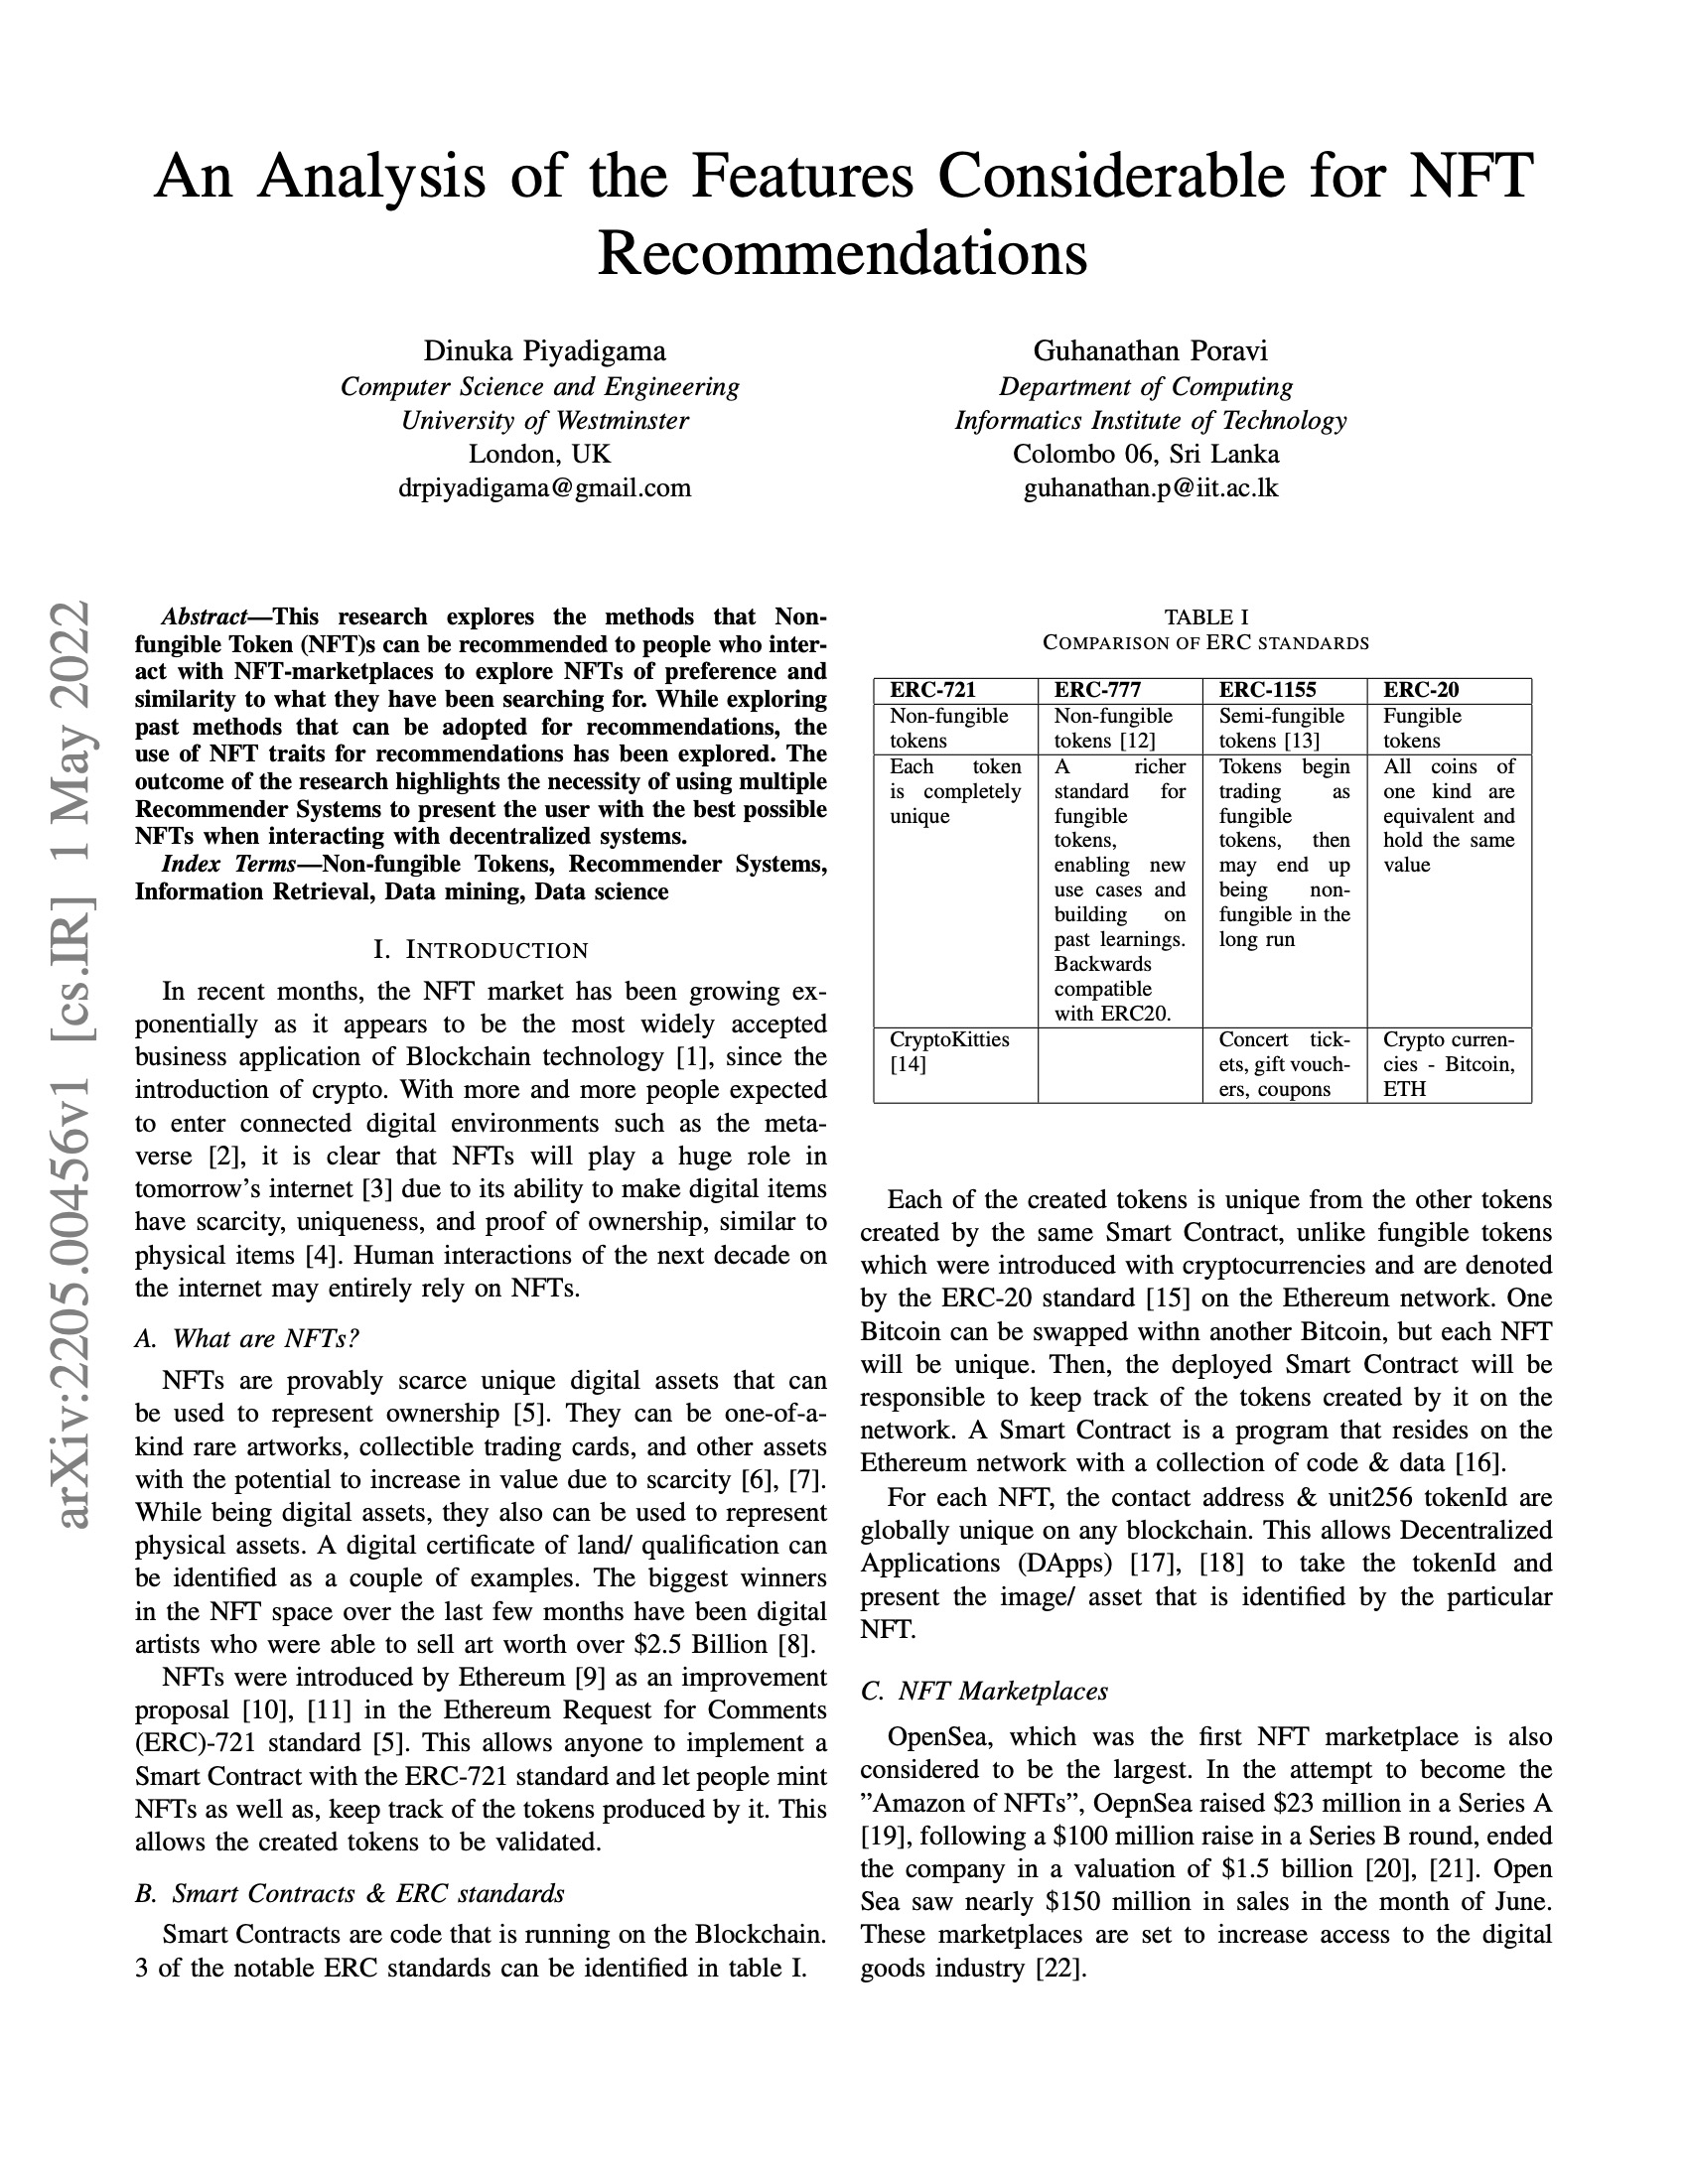 An Analysis of the Features Considerable for NFT
Recommendations
Dinuka Piyadigama
Computer Science and Engineering
University of Westminster
London, UK
drpiyadigama@gmail.com
Guhanathan Poravi
Department of Computing
Informatics Institute of Technology
Colombo 06, Sri Lanka
guhanathan.p@iit.ac.lk
arXiv:2205.00456v1 [cs.IR] 1 May 2022
Abstract—This research explores the methods that Non-
fungible Token (NFT)s can be recommended to people who inter-
act with NFT-marketplaces to explore NFTs of preference and
similarity to what they have been searching for. While exploring
past methods that can be adopted for recommendations, the
use of NFT traits for recommendations has been explored. The
outcome of the research highlights the necessity of using multiple
Recommender Systems to present the user with the best possible
NFTs when interacting with decentralized systems.
Index Terms—Non-fungible Tokens, Recommender Systems,
Information Retrieval, Data mining, Data science
I. INTRODUCTION
In recent months, the NFT market has been growing ex-
ponentially as it appears to be the most widely accepted
business application of Blockchain technology [1], since the
introduction of crypto. With more and more people expected
to enter connected digital environments such as the meta-
verse [2], it is clear that NFTs will play a huge role in
tomorrow's internet [3] due to its ability to make digital items
have scarcity, uniqueness, and proof of ownership, similar to
physical items [4]. Human interactions of the next decade on
the internet may entirely rely on NFTs.
A. What are NFTs?
NFTs are provably scarce unique digital assets that can
be used to represent ownership [5]. They can be one-of-a-
kind rare artworks, collectible trading cards, and other assets
with the potential to increase in value due to scarcity [6], [7].
While being digital assets, they also can be used to represent
physical assets. A digital certificate of land/ qualification can
be identified as a couple of examples. The biggest winners
in the NFT space over the last few months have been digital
artists who were able to sell art worth over $2.5 Billion [8].
NFTs were introduced by Ethereum [9] as an improvement
proposal [10], [11] in the Ethereum Request for Comments
(ERC)-721 standard [5]. This allows anyone to implement a
Smart Contract with the ERC-721 standard and let people mint
NFTs as well as, keep track of the tokens produced by it. This
allows the created tokens to be validated.
B. Smart Contracts & ERC standards
Smart Contracts are code that is running on the Blockchain.
3 of the notable ERC standards can be identified in table I.
TABLE I
COMPARISON OF ERC STANDARDS
ERC-721 ERC-777 ERC-1155 ERC-20
Non-fungible Non-fungible Semi-fungible Fungible
tokens tokens [12] tokens [13] tokens
Each token A richer Tokens begin All coins of
is completely standard for trading as one kind are
unique fungible fungible equivalent and
tokens, tokens, then hold the same
enabling new may end up value
use cases and being non-
building on fungible in the
past learnings. long run
Backwards
compatible
with ERC20.
CryptoKitties Concert tick- Crypto curren-
[14] ets, gift vouch- cies - Bitcoin,
ers, coupons ETH
Each of the created tokens is unique from the other tokens
created by the same Smart Contract, unlike fungible tokens
which were introduced with cryptocurrencies and are denoted
by the ERC-20 standard [15] on the Ethereum network. One
Bitcoin can be swapped withn another Bitcoin, but each NFT
will be unique. Then, the deployed Smart Contract will be
responsible to keep track of the tokens created by it on the
network. A Smart Contract is a program that resides on the
Ethereum network with a collection of code & data [16].
For each NFT, the contact address & unit256 tokenId are
globally unique on any blockchain. This allows Decentralized
Applications (DApps) [17], [18] to take the tokenId and
present the image/ asset that is identified by the particular
NFT.
C. NFT Marketplaces
OpenSea, which was the first NFT marketplace is also
considered to be the largest. In the attempt to become the
”Amazon of NFTs”, OepnSea raised $23 million in a Series A
[19], following a $100 million raise in a Series B round, ended
the company in a valuation of $1.5 billion [20], [21]. Open
Sea saw nearly $150 million in sales in the month of June.
These marketplaces are set to increase access to the digital
goods industry [22].